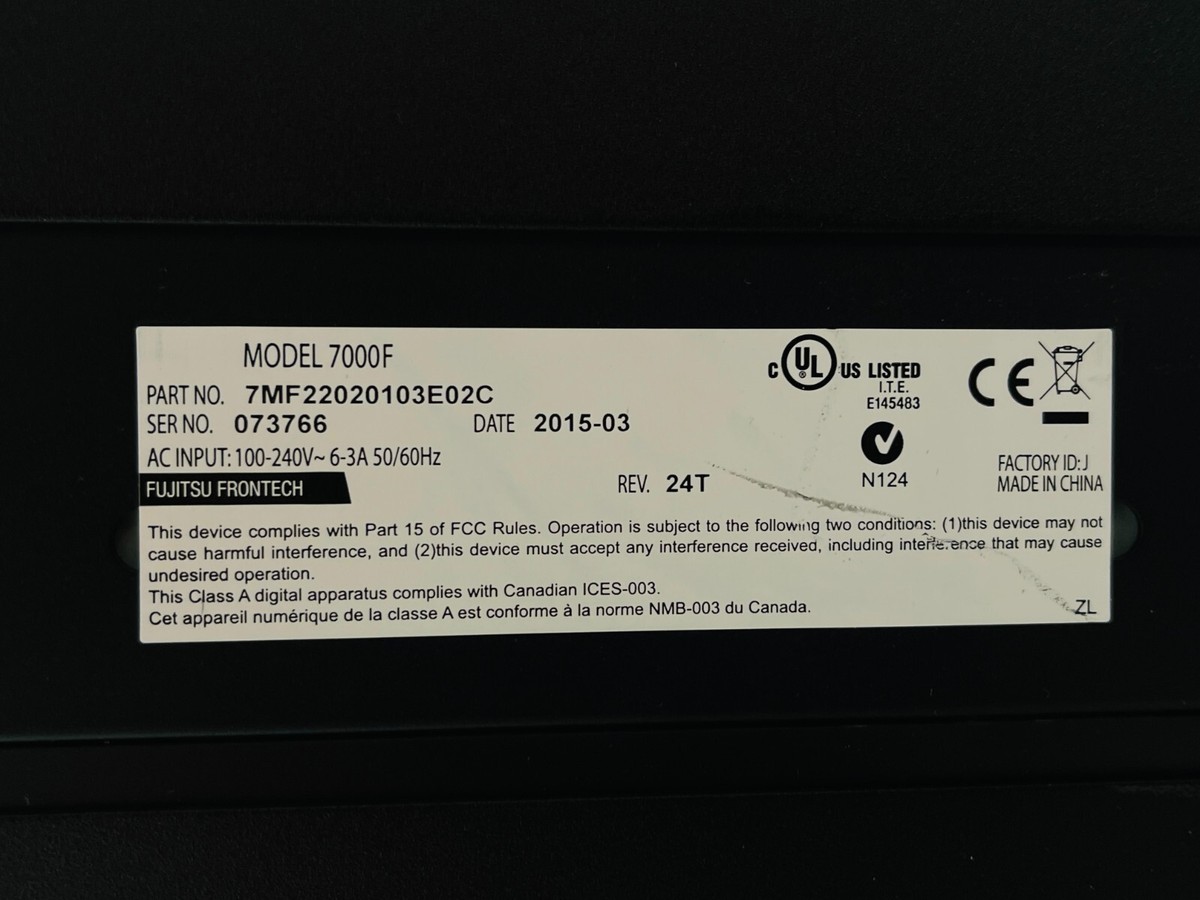 MODEL 7000F
PART NO. 7MF22020103E02C
SER NO. 073766 DATE 2015-03
AC INPUT: 100-240V~ 6-3A 50/60Hz
FUJITSU FRONTECH
REV. 24T
C UL ® US LISTED
I.T.E.
E145483
N124
CE
FACTORY ID: J
MADE IN CHINA
This device complies with Part 15 of FCC Rules. Operation is subject to the following two conditions: (1)this device may not
cause harmful interference, and (2)this device must accept any interference received, including interference that may cause
undesired operation.
This Class A digital apparatus complies with Canadian ICES-003.
Cet appareil numérique de la classe A est conforme à la norme NMB-003 du Canada.
ZL